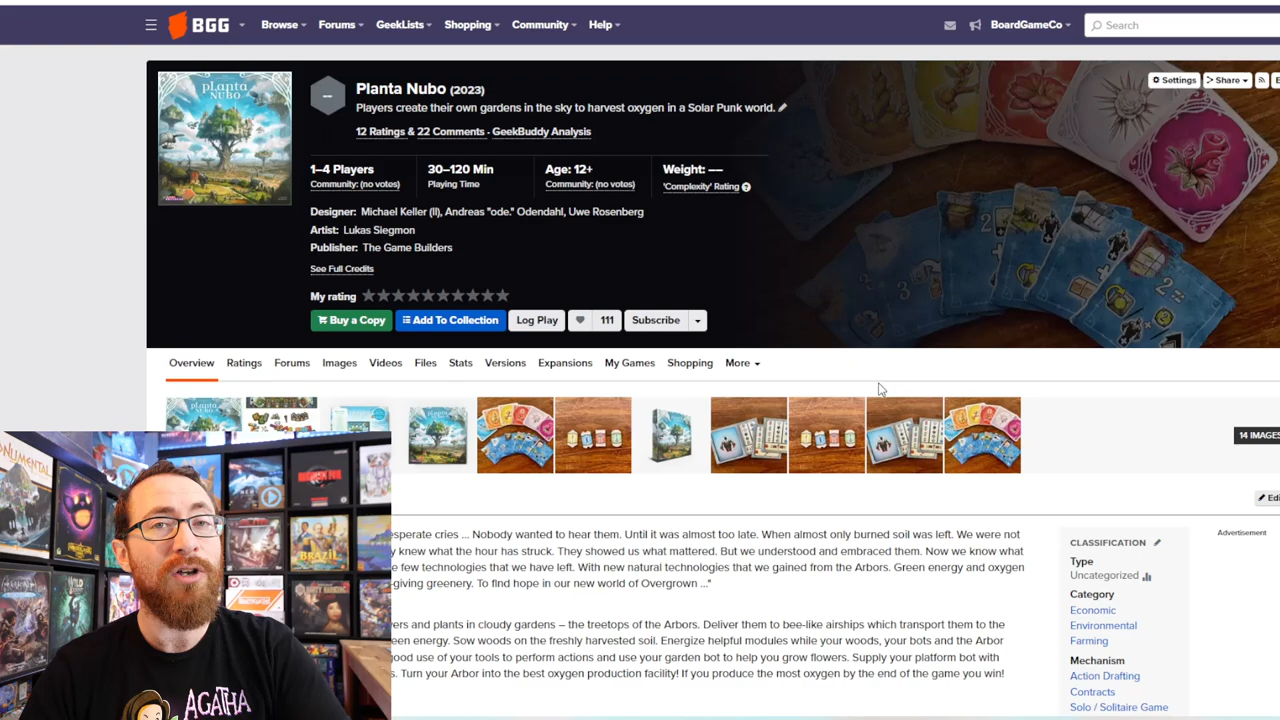 BGG Browse Forums GeekLists Shopping Community Help BoardGameCo Search
planta NUBO
-- Planta Nubo (2023)
Settings Share
Players create their own gardens in the sky to harvest oxygen in a Solar Punk world.
12 Ratings & 22 Comments - GeekBuddy Analysis
1–4 Players 30–120 Min Age: 12+ Weight: ––
Community: (no votes) Playing Time Community: (no votes) 'Complexity' Rating
Designer: Michael Keller (II), Andreas "ode." Odendahl, Uwe Rosenberg
Artist: Lukas Siegmon
Publisher: The Game Builders
See Full Credits
My rating
Buy a Copy Add To Collection Log Play 111 Subscribe
Overview Ratings Forums Images Videos Files Stats Versions Expansions My Games Shopping More
14 IMAGES
Edi
esperate cries ... Nobody wanted to hear them. Until it was almost too late. When almost only burned soil was left. We were not
y knew what the hour has struck. They showed us what mattered. But we understood and embraced them. Now we know what
e few technologies that we have left. With new natural technologies that we gained from the Arbors. Green energy and oxygen
-giving greenery. To find hope in our new world of Overgrown ..."
ers and plants in cloudy gardens – the treetops of the Arbors. Deliver them to bee-like airships which transport them to the
een energy. Sow woods on the freshly harvested soil. Energize helpful modules while your woods, your bots and the Arbor
good use of your tools to perform actions and use your garden bot to help you grow flowers. Supply your platform bot with
s. Turn your Arbor into the best oxygen production facility! If you produce the most oxygen by the end of the game you win!
CLASSIFICATION
Type
Uncategorized
Category
Economic
Environmental
Farming
Mechanism
Action Drafting
Contracts
Solo / Solitaire Game
Advertisement
BRAZIL
AGATHA